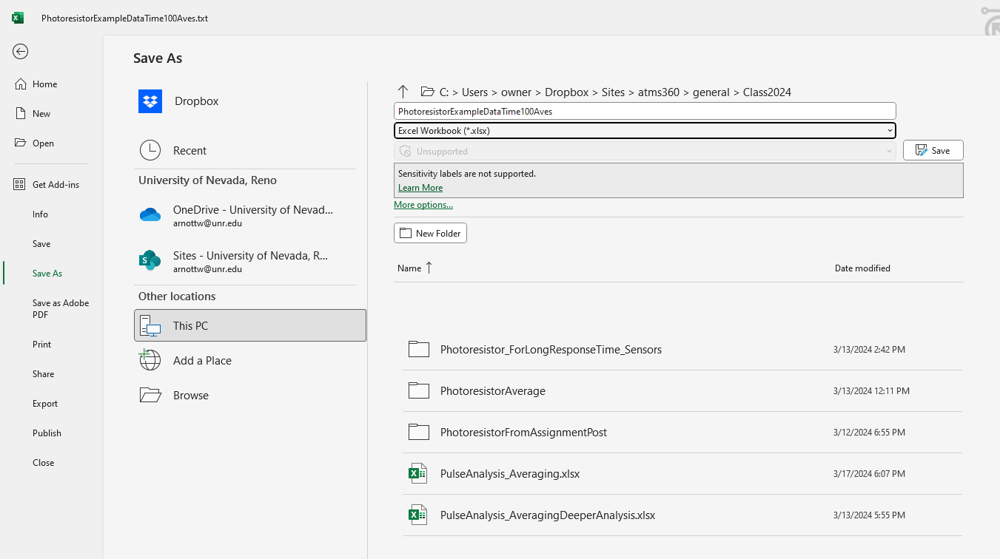 PhotoresistorExampleDataTime100Aves.txt
Home
New
Open
Get Add-ins
Info
Save
Save As
Save as Adobe
PDF
Print
Share
Export
Publish
Close
Save As
Dropbox
Recent
University of Nevada, Reno
OneDrive - University of Nevad...
arnottw@unr.edu
Sites - University of Nevada, R...
arnottw@unr.edu
Other locations
This PC
Add a Place
Browse
C: > Users > owner > Dropbox > Sites > atms360 > general > Class2024
PhotoresistorExampleDataTime100Aves
Excel Workbook (*.xlsx)
Unsupported
Save
Sensitivity labels are not supported.
Learn More
More options...
New Folder
Name Date modified
Photoresistor_ForLongResponseTime_Sensors 3/13/2024 2:42 PM
PhotoresistorAverage 3/13/2024 12:11 PM
PhotoresistorFromAssignmentPost 3/12/2024 6:55 PM
PulseAnalysis_Averaging.xlsx 3/17/2024 6:07 PM
PulseAnalysis_AveragingDeeperAnalysis.xlsx 3/13/2024 5:55 PM